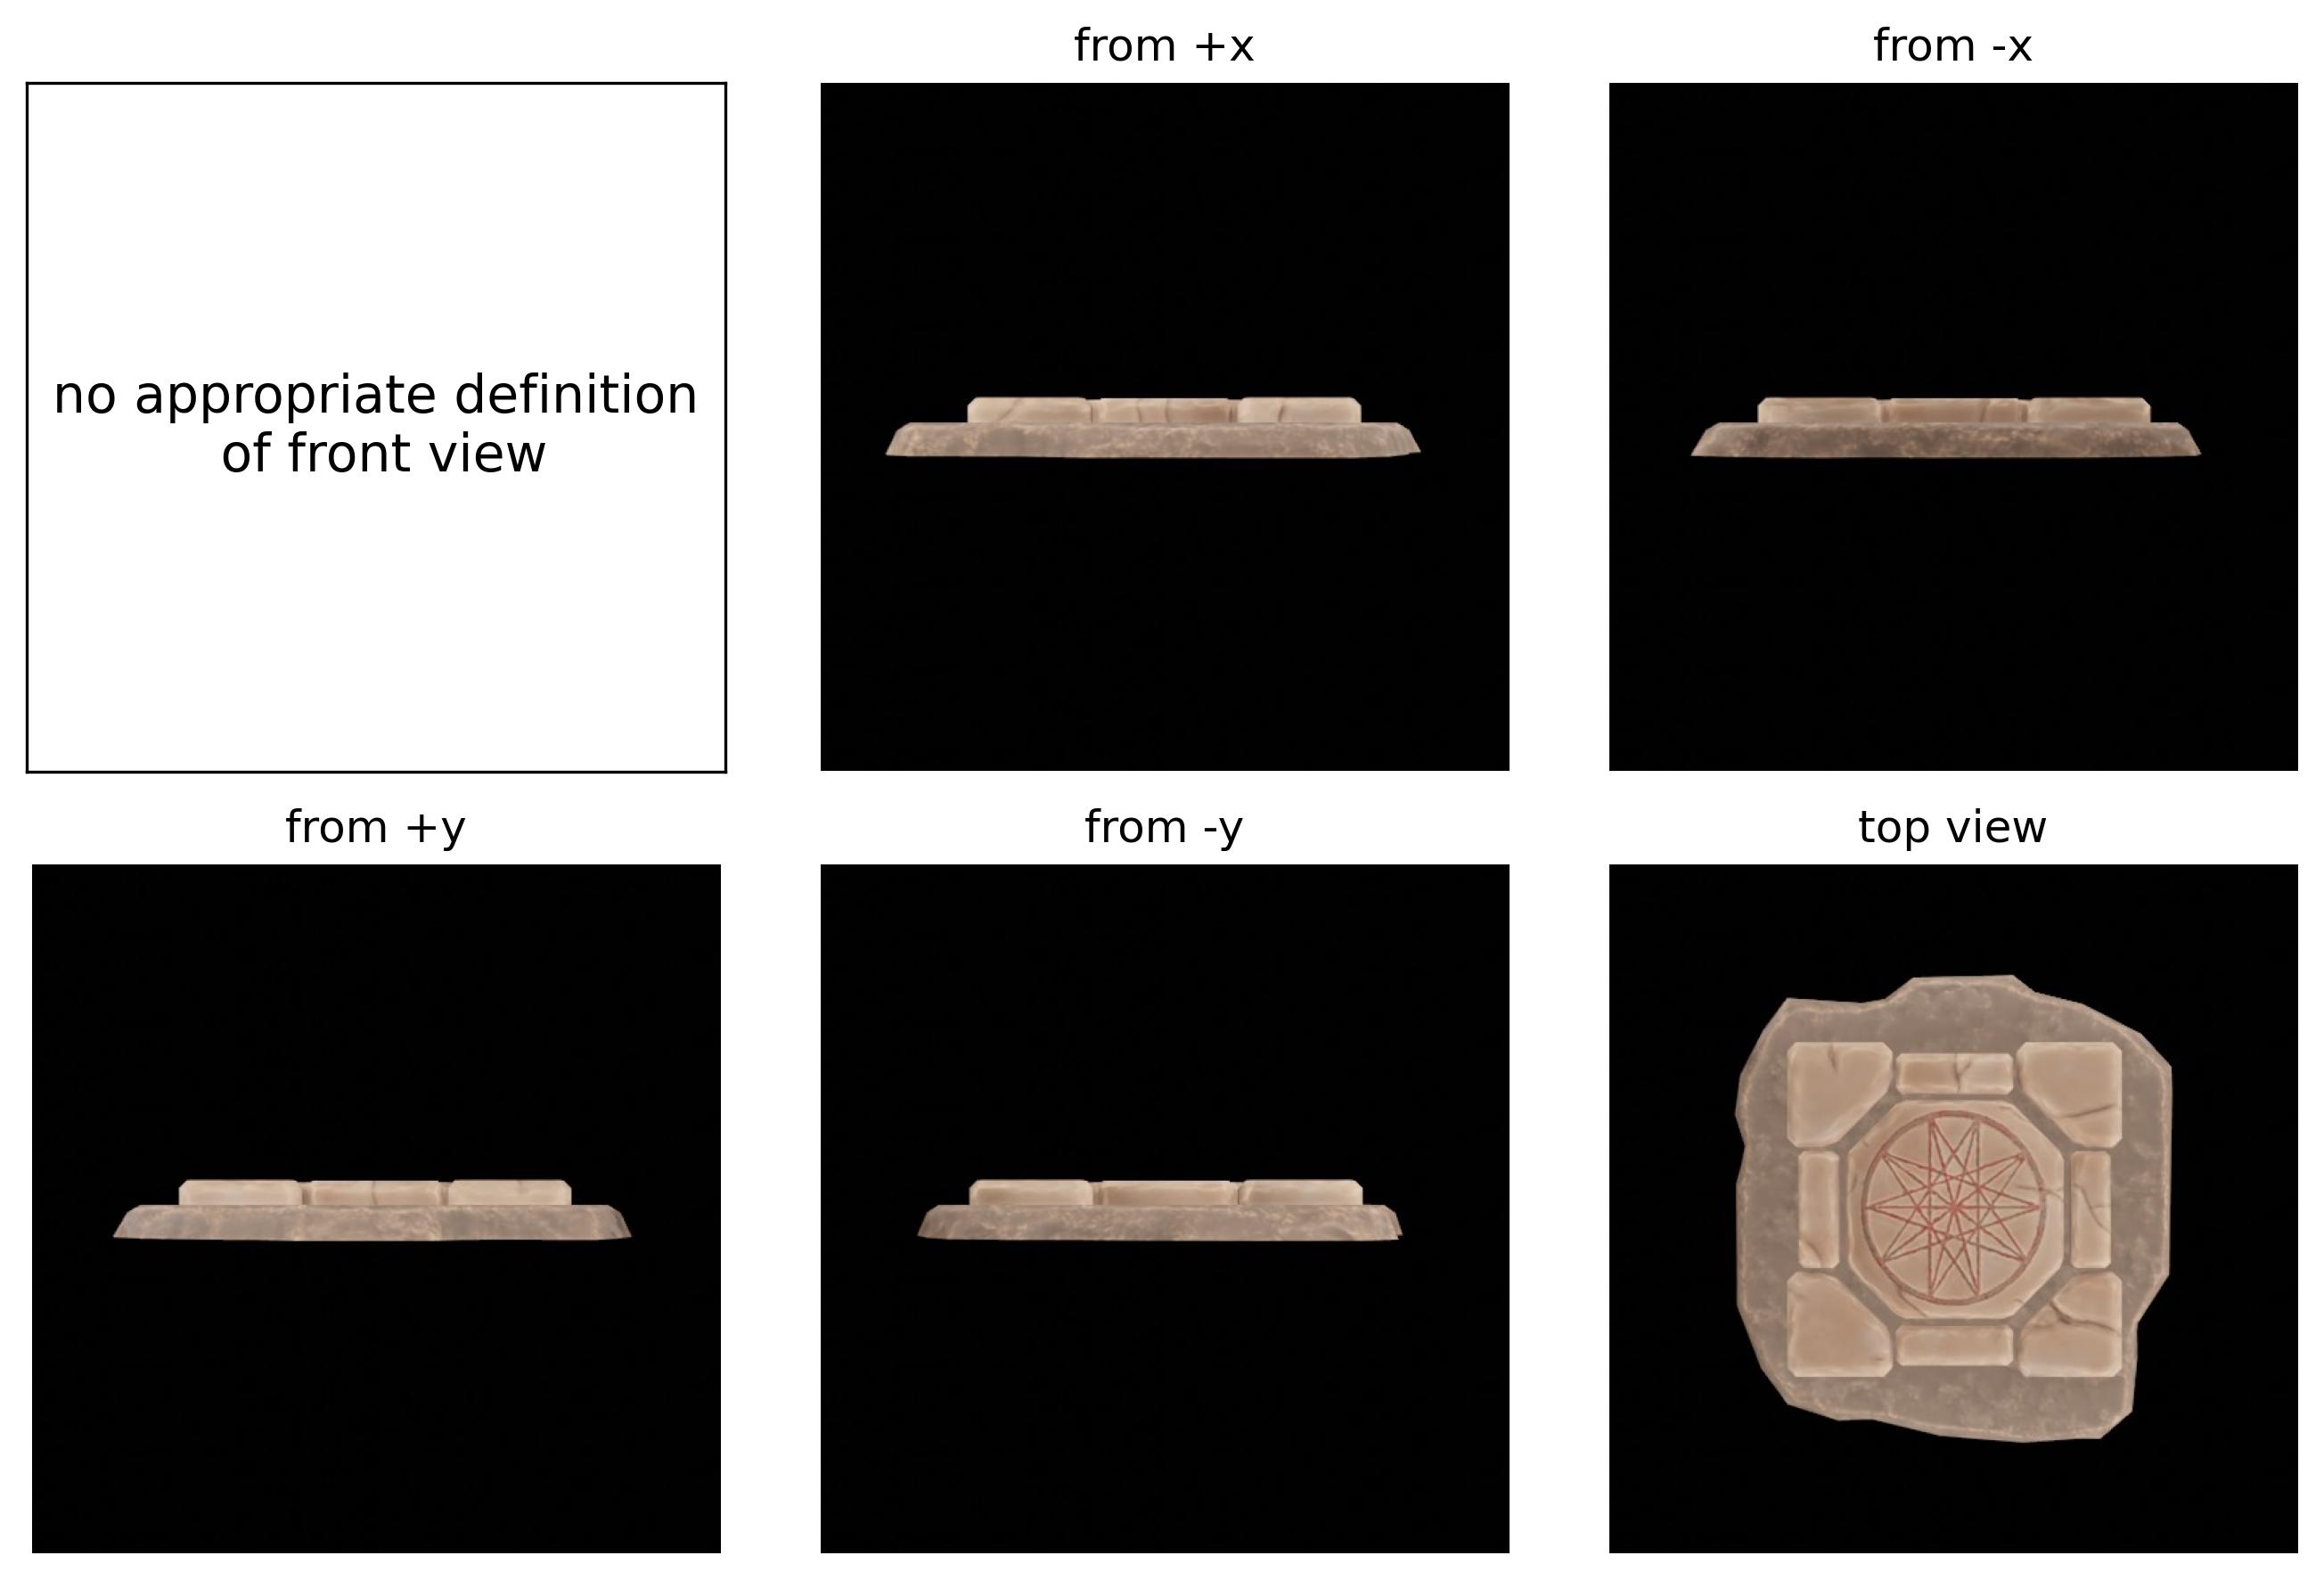 from +x
from -x
no appropriate definition
of front view
from +y
from -y
top view